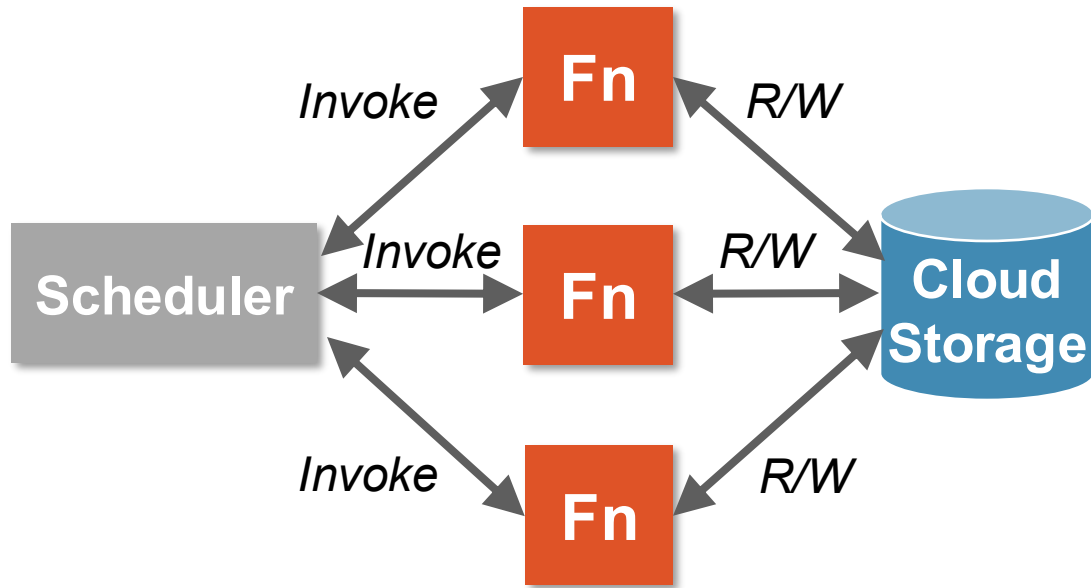 Fn
Invoke
R/W
Invoke
R/W
Scheduler
Fn
Cloud
Storage
Invoke
R/W
Fn